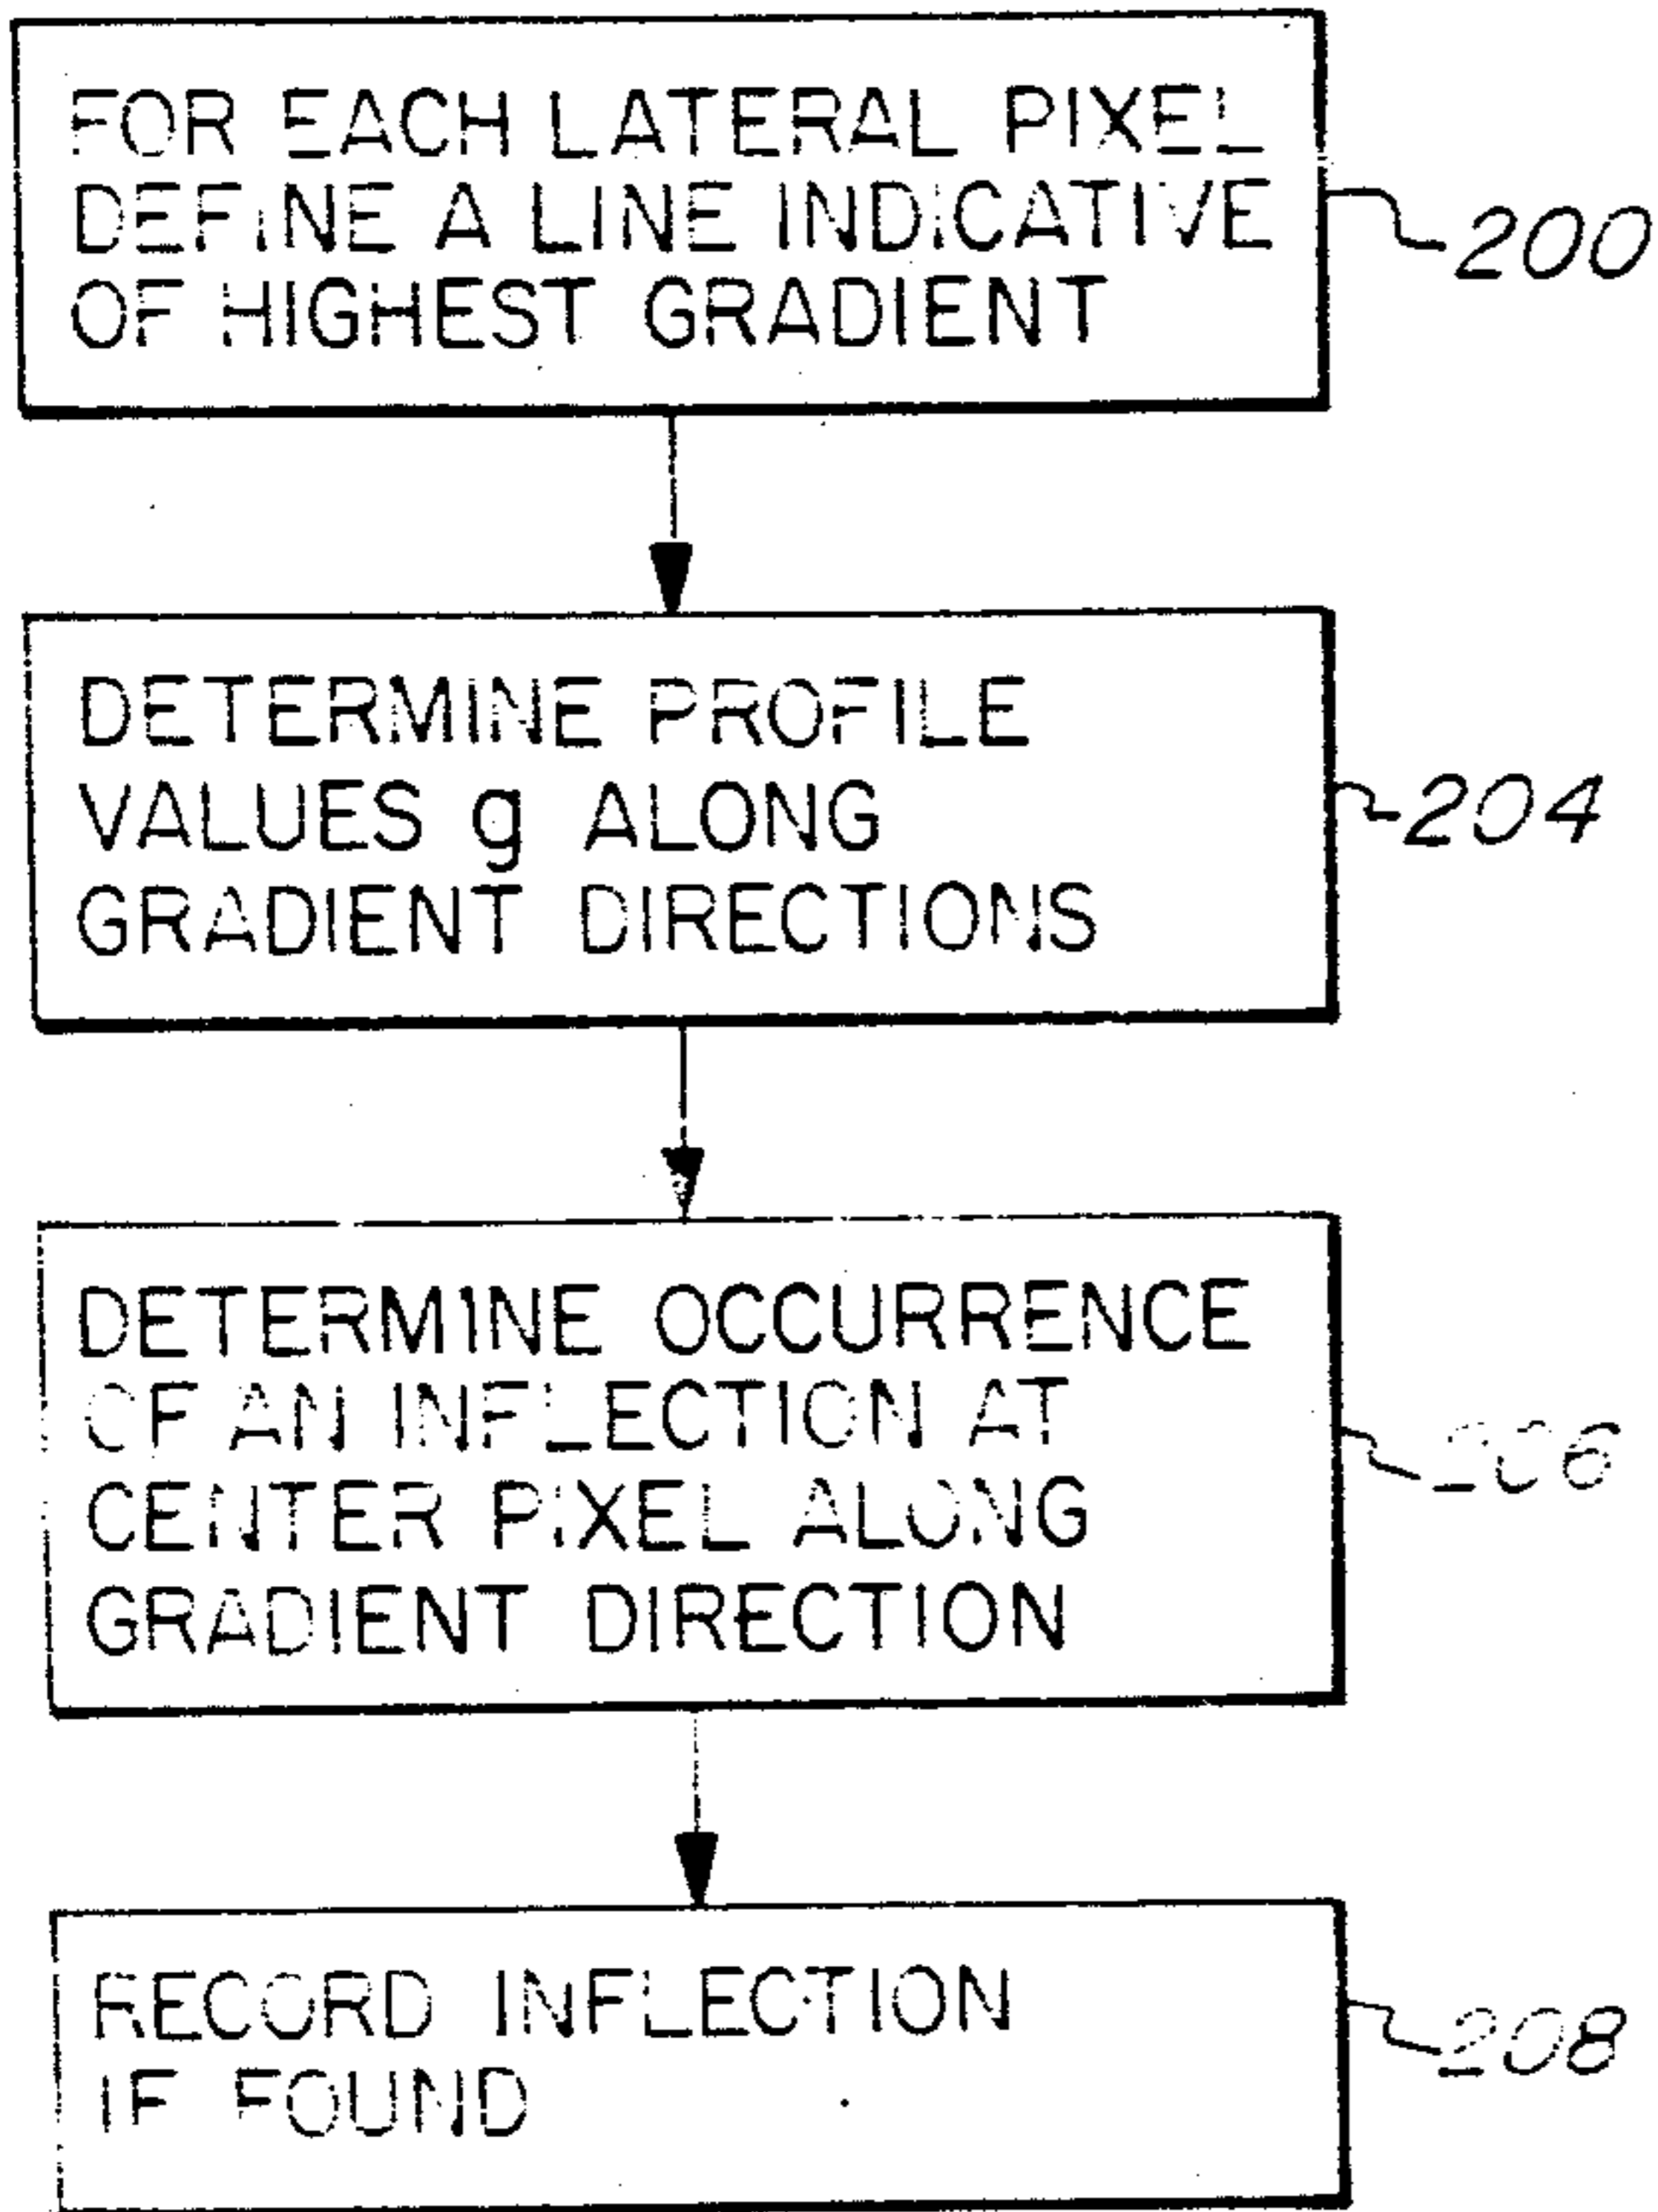 FOR EACH LATERAL PIXEL
DEFINE A LINE INDICATIVE
OF HIGHEST GRADIENT
200
DETERMINE PROFILE
VALUES g ALONG
GRADIENT DIRECTIONS
204
DETERMINE OCCURRENCE
OF AN INFLECTION AT
CENTER PIXEL ALONG
GRADIENT DIRECTION
206
RECORD INFLECTION
IF FOUND
208